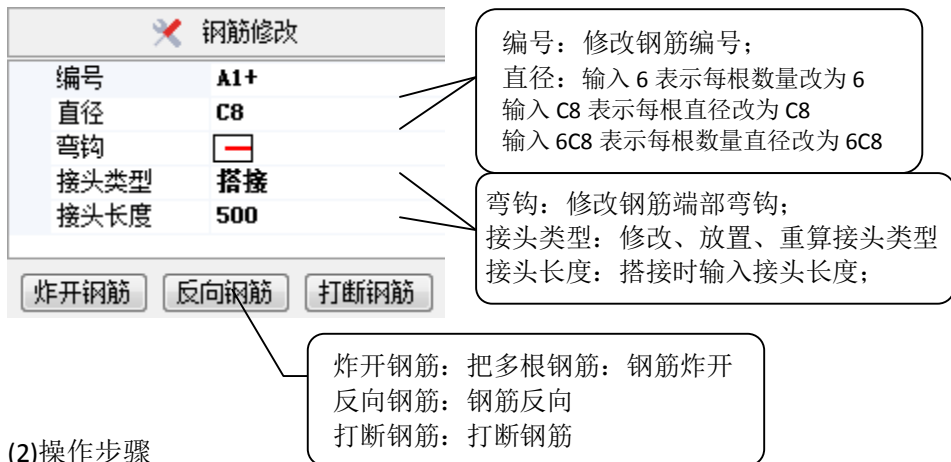 钢筋修改
编号 A1+
直径 C8
弯钩
接头类型 搭接
接头长度 500
炸开钢筋 反向钢筋 打断钢筋
编号：修改钢筋编号；
直径：输入 6 表示每根数量改为 6
输入 C8 表示每根直径改为 C8
输入 6C8 表示每根数量直径改为 6C8
弯钩：修改钢筋端部弯钩；
接头类型：修改、放置、重算接头类型
接头长度：搭接时输入接头长度；
炸开钢筋：把多根钢筋：钢筋炸开
反向钢筋：钢筋反向
打断钢筋：打断钢筋
(2)操作步骤